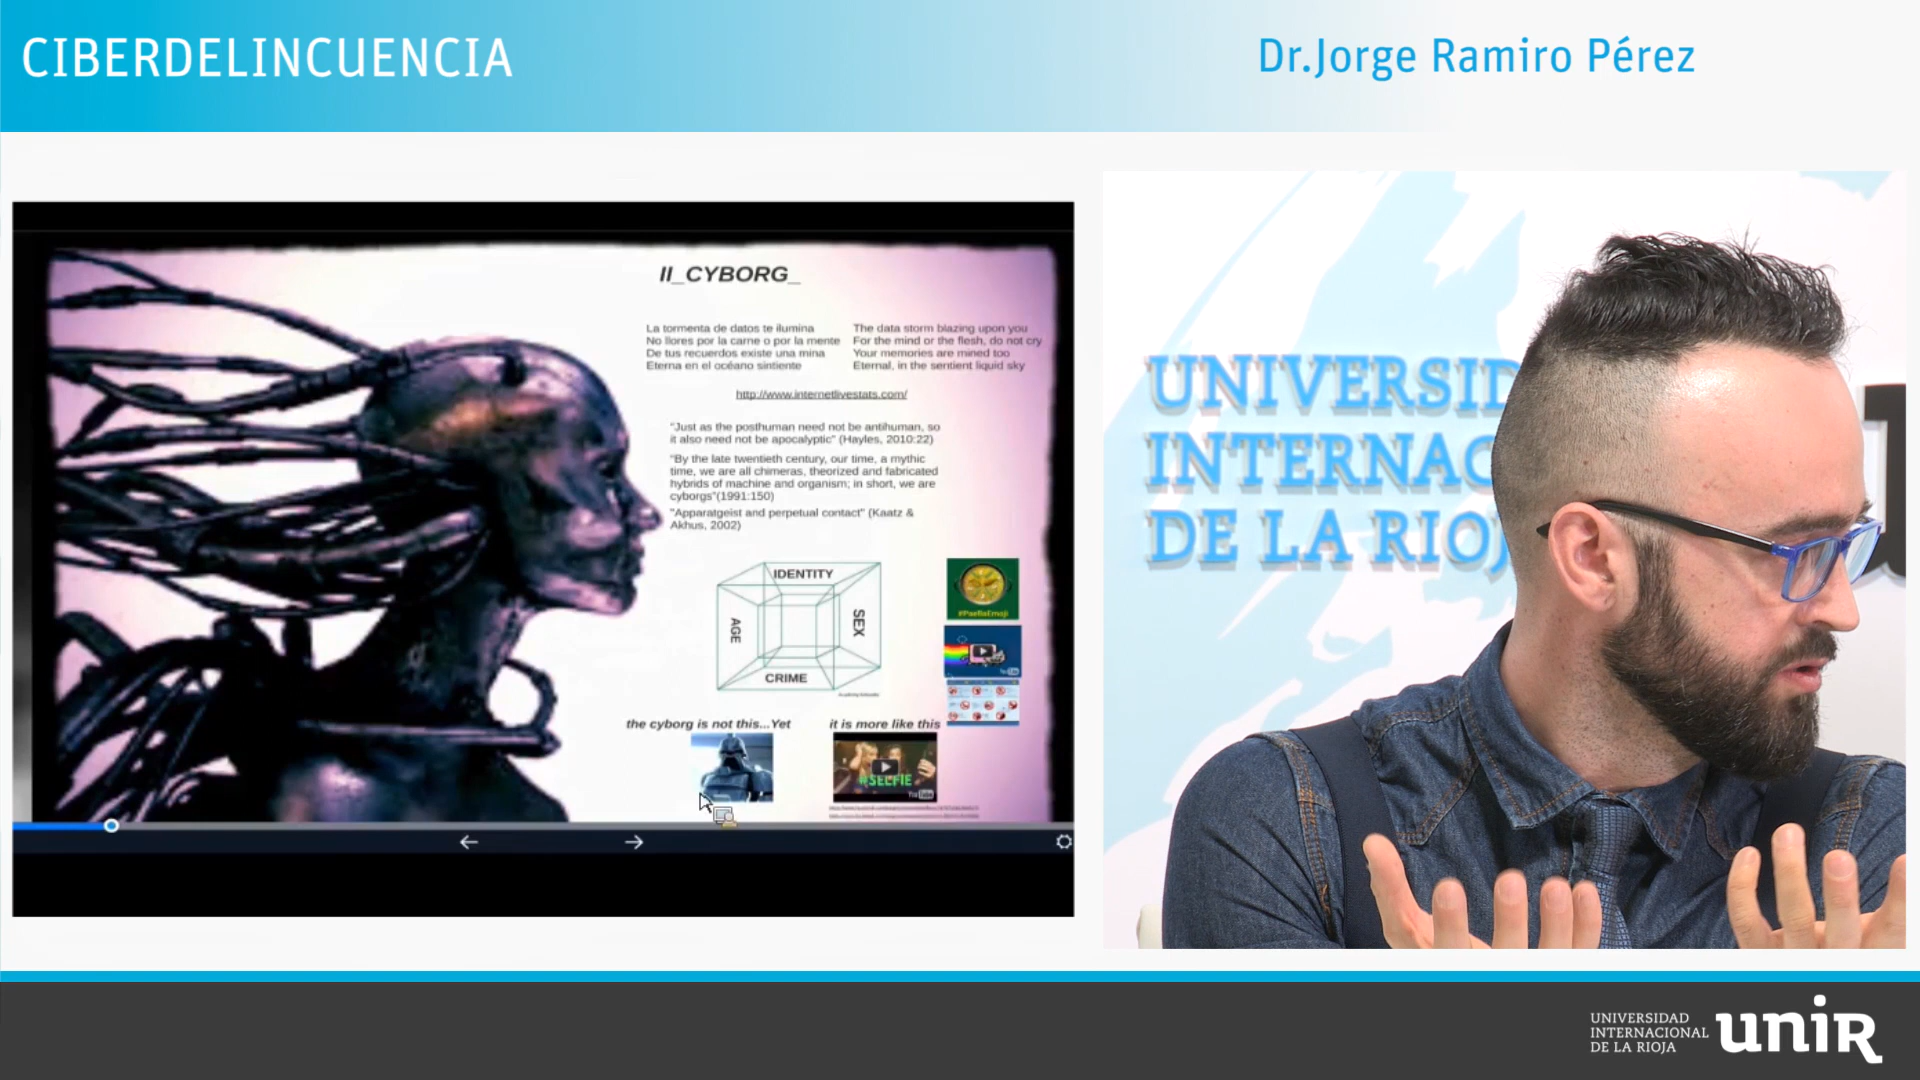 CIBERDELINCUENCIA
Dr.Jorge Ramiro Pérez
II_CYBORG_
La tormenta de datos te ilumina
No llores por la carne o por la mente
De tus recuerdos existe una mina
Eterna en el océano sintiente
The data storm blazing upon you
For the mind or the flesh, do not cry
Your memories are mined too
Eternal, in the sentient liquid sky
http://www.internetlivestats.com/
"Just as the posthuman need not be antihuman, so
it also need not be apocalyptic" (Hayles, 2010:22)
"By the late twentieth century, our time, a mythic
time, we are all chimeras, theorized and fabricated
hybrids of machine and organism; in short, we are
cyborgs"(1991:150)
"Apparatgeist and perpetual contact" (Kaatz &
Akhus, 2002)
IDENTITY
AGE
SEX
CRIME
#PaellaEmoji
the cyborg is not this...Yet
it is more like this
#SELFIE
YouTube
UNIVERSID
INTERNAC
DE LA RIOJ
UNIVERSIDAD
INTERNACIONAL
DE LA RIOJA
unir